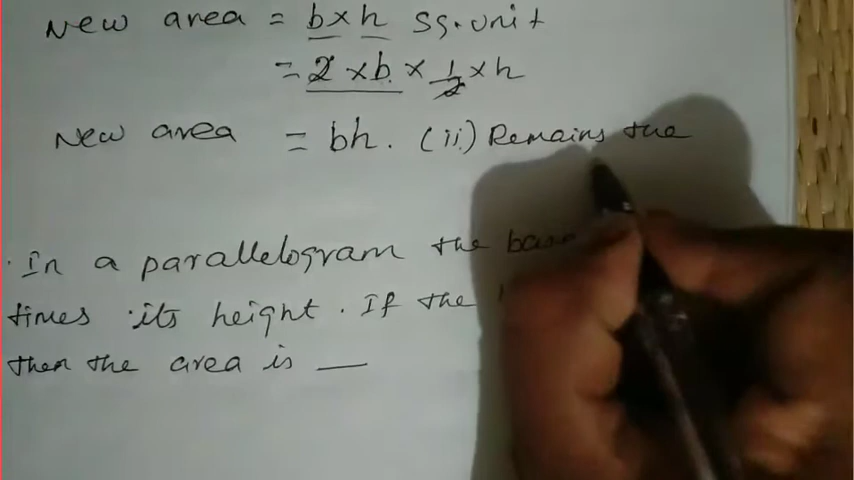 New area = b×h Sq.unit
= 2 ×b × 1/2 ×h
New area = bh. (ii) Remains the
In a parallelogram the base
times its height. If the
then the area is __